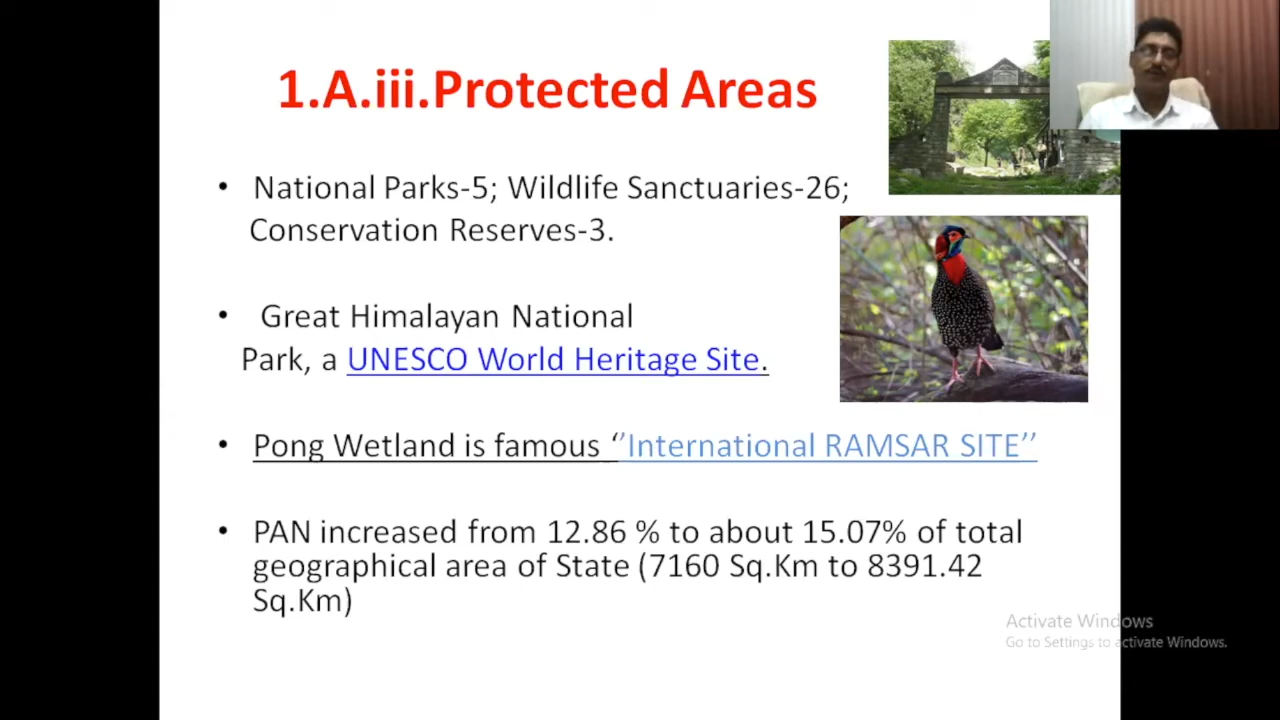 1.A.iii.Protected Areas
• National Parks-5; Wildlife Sanctuaries-26;
Conservation Reserves-3.
• Great Himalayan National
Park, a UNESCO World Heritage Site.
• Pong Wetland is famous ‘’International RAMSAR SITE’’
• PAN increased from 12.86 % to about 15.07% of total
geographical area of State (7160 Sq.Km to 8391.42
Sq.Km)
Activate Windows
Go to Settings to activate Windows.